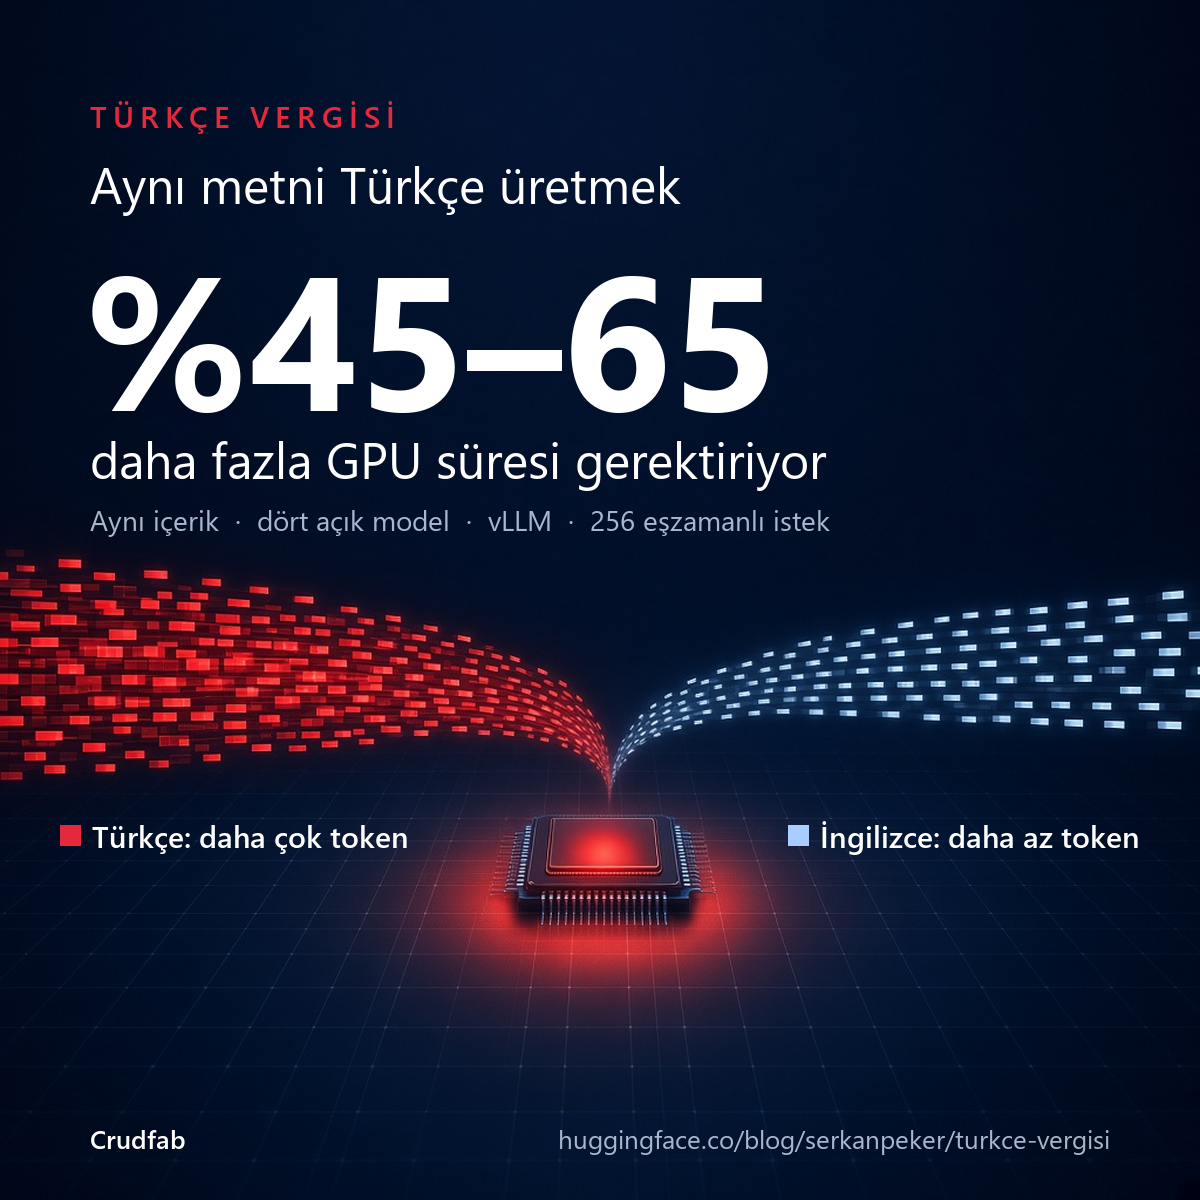 TÜRKÇE VERGİSİ
Aynı metni Türkçe üretmek
%45–65
daha fazla GPU süresi gerektiriyor
Aynı içerik · dört açık model · vLLM · 256 eşzamanlı istek
Türkçe: daha çok token
İngilizce: daha az token
Crudfab
huggingface.co/blog/serkanpeker/turkce-vergisi